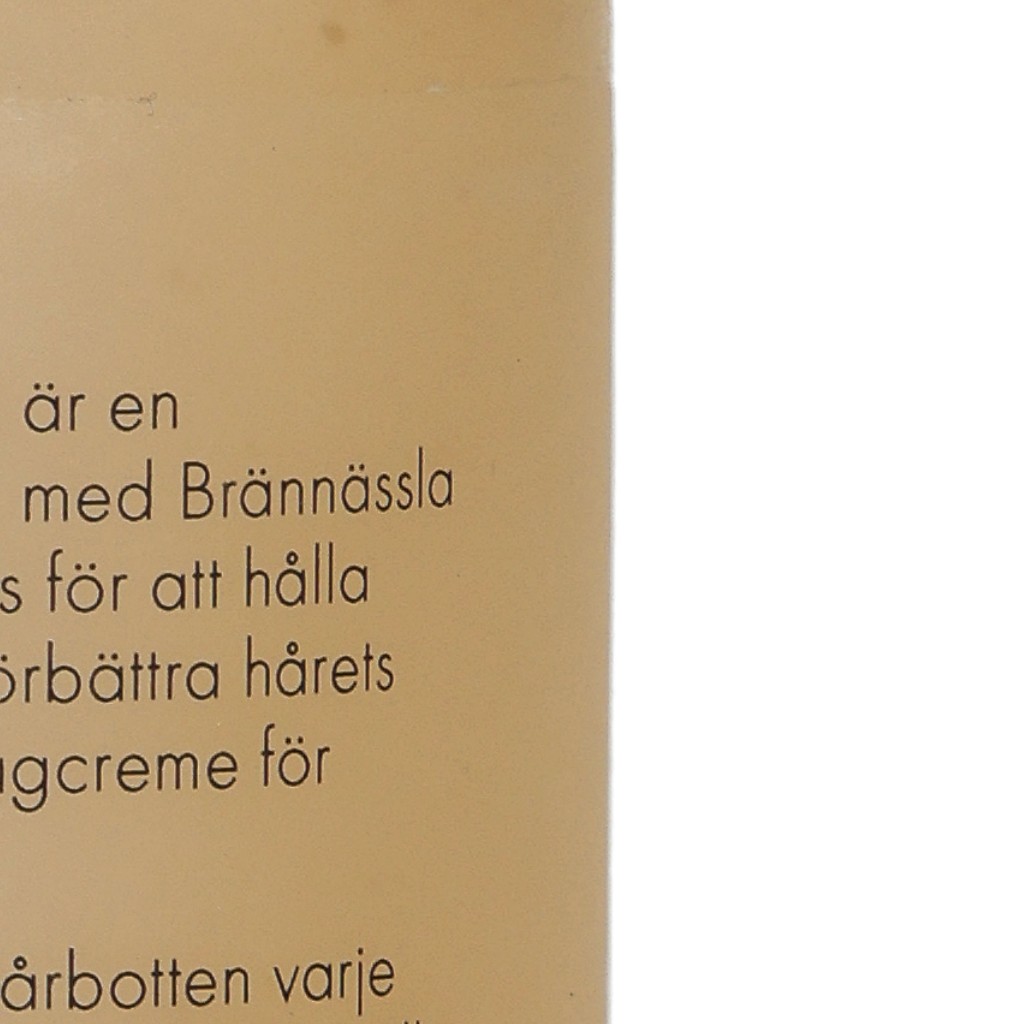 är en
med Brännässla
s för att hålla
örbättra hårets
gcreme för
årbotten varje